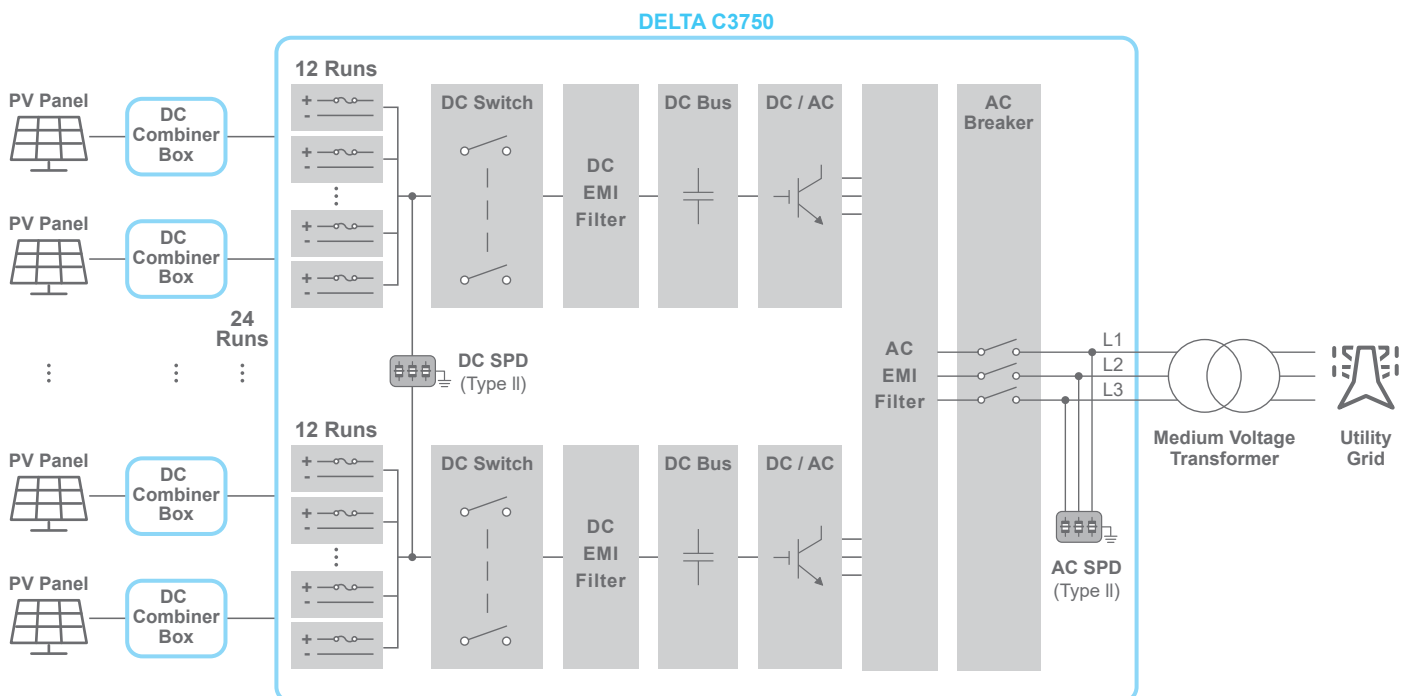 DELTA C3750
12 Runs
PV Panel
DC
Combiner
Box
+
-
+
-
+
-
+
-
DC Switch
DC
EMI
Filter
DC Bus
DC / AC
AC
Breaker
PV Panel
DC
Combiner
Box
24
Runs
DC SPD
(Type II)
AC
EMI
Filter
L1
L2
L3
Medium Voltage
Transformer
Utility
Grid
12 Runs
PV Panel
DC
Combiner
Box
+
-
+
-
+
-
+
-
DC Switch
DC
EMI
Filter
DC Bus
DC / AC
AC SPD
(Type II)
PV Panel
DC
Combiner
Box